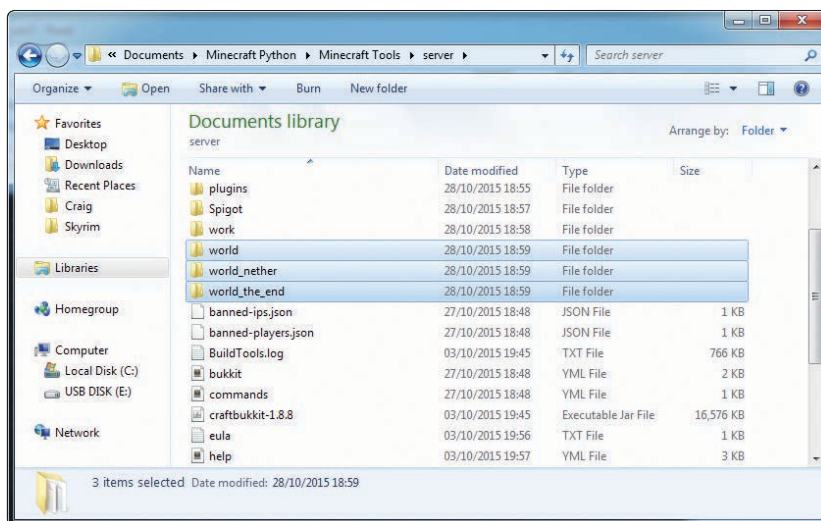 « Documents ▸ Minecraft Python ▸ Minecraft Tools ▸ server ▸ Search server
Organize Open Share with Burn New folder
Favorites
Desktop
Downloads
Recent Places
Craig
Skyrim
Libraries
Homegroup
Computer
Local Disk (C:)
USB DISK (E:)
Network
Documents library
server
Arrange by: Folder
Name Date modified Type Size
plugins 28/10/2015 18:55 File folder
Spigot 28/10/2015 18:57 File folder
work 28/10/2015 18:58 File folder
world 28/10/2015 18:59 File folder
world_nether 28/10/2015 18:59 File folder
world_the_end 28/10/2015 18:59 File folder
banned-ips.json 27/10/2015 18:48 JSON File 1 KB
banned-players.json 27/10/2015 18:48 JSON File 1 KB
BuildTools.log 03/10/2015 19:45 TXT File 766 KB
bukkit 27/10/2015 18:48 YML File 2 KB
commands 27/10/2015 18:48 YML File 1 KB
craftbukkit-1.8.8 03/10/2015 19:45 Executable Jar File 16,576 KB
eula 03/10/2015 19:56 TXT File 1 KB
help 03/10/2015 19:57 YML File 3 KB
3 items selected Date modified: 28/10/2015 18:59